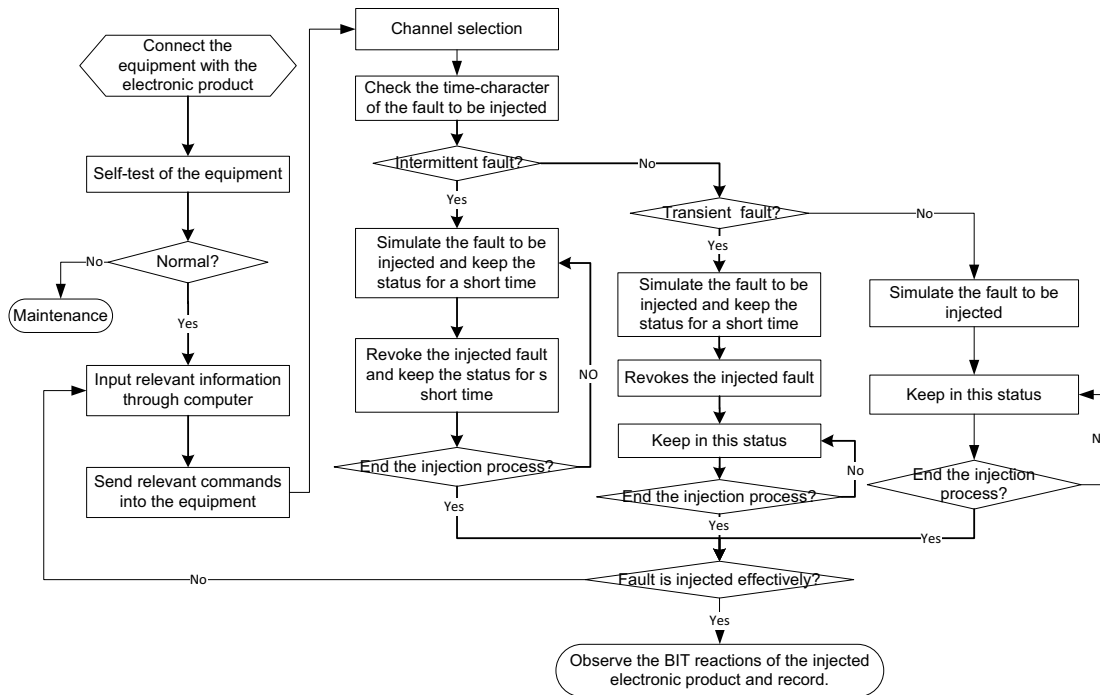 Connect the
equipment with the
electronic product
Self-test of the equipment
Normal?
No
Maintenance
Yes
Input relevant information
through computer
Send relevant commands
into the equipment
Channel selection
Check the time-character
of the fault to be injected
Intermittent fault?
No
Yes
Simulate the fault to be
injected and keep the
status for a short time
Revoke the injected fault
and keep the status for s
short time
NO
End the injection process?
Yes
Transient fault?
No
Yes
Simulate the fault to be
injected and keep the
status for a short time
Revokes the injected fault
Keep in this status
No
End the injection process?
Yes
Simulate the fault to be
injected
Keep in this status
N
End the injection
process?
Yes
Fault is injected effectively?
No
Yes
Observe the BIT reactions of the injected
electronic product and record.